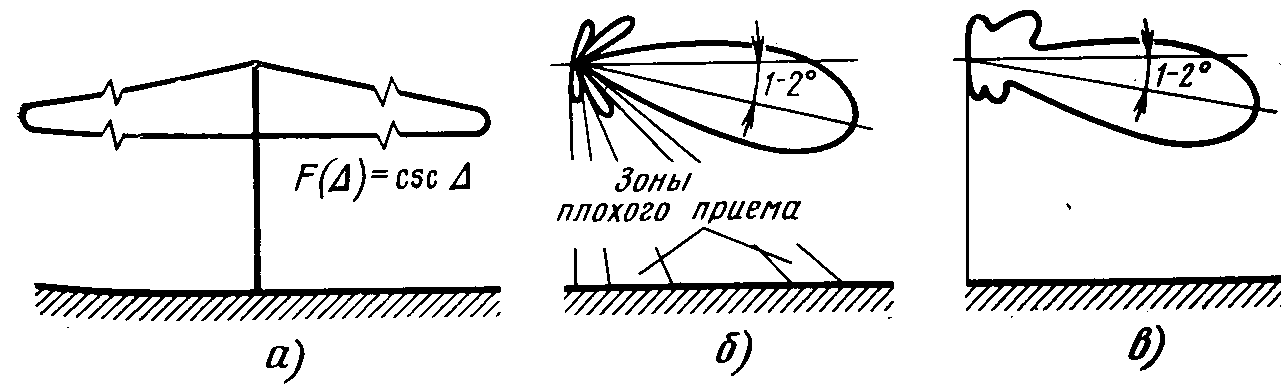 F(Δ)=csc Δ
1-2°
Зоны
плохого приема
1-2°
а)
б)
в)